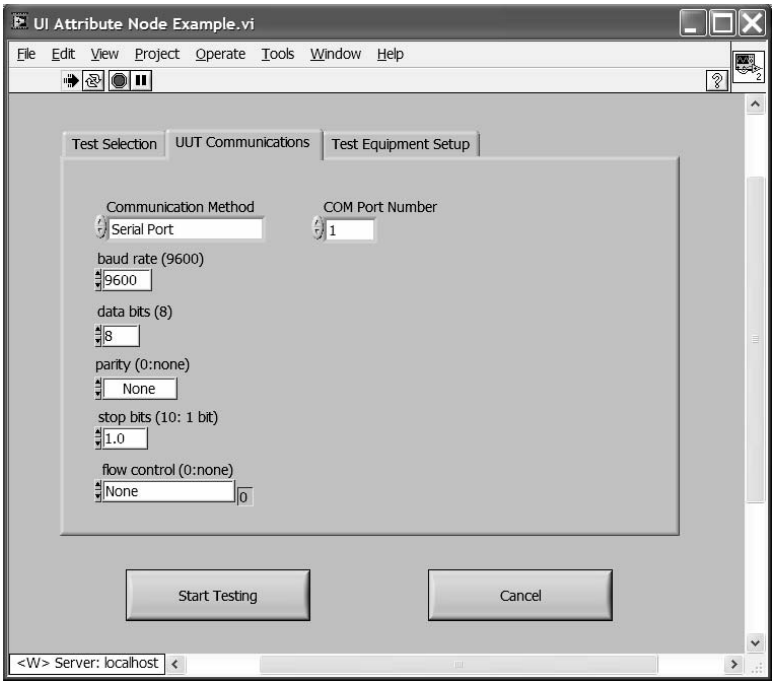 UI Attribute Node Example.vi
File Edit View Project Operate Tools Window Help
2
Test Selection UUT Communications Test Equipment Setup
Communication Method COM Port Number
Serial Port 1
baud rate (9600)
9600
data bits (8)
8
parity (0:none)
None
stop bits (10: 1 bit)
1.0
flow control (0:none)
None 0
Start Testing Cancel
<W> Server: localhost